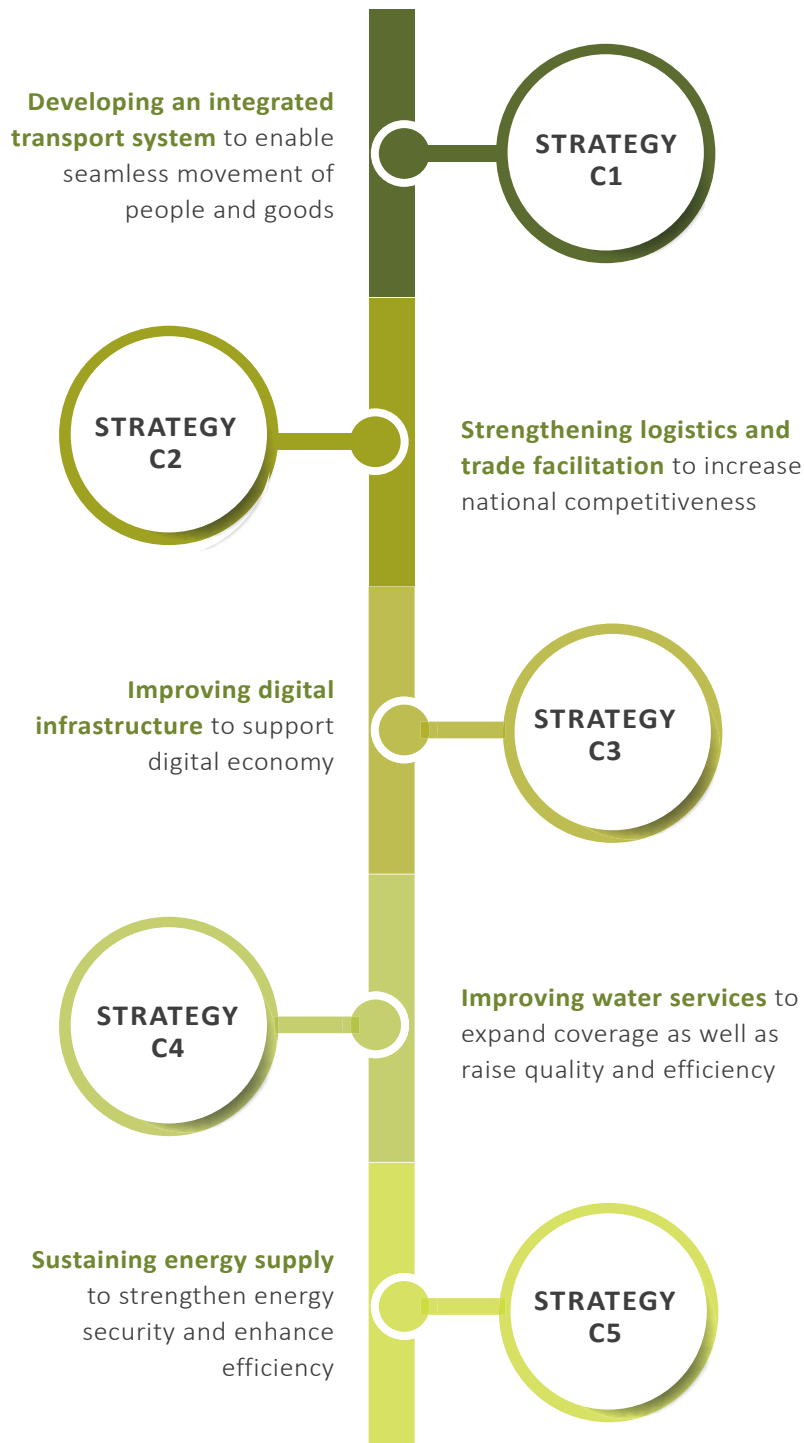 Developing an integrated
transport system to enable
seamless movement of
people and goods
STRATEGY
C1
STRATEGY
C2
Strengthening logistics and
trade facilitation to increase
national competitiveness
Improving digital
infrastructure to support
digital economy
STRATEGY
C3
STRATEGY
C4
Improving water services to
expand coverage as well as
raise quality and efficiency
Sustaining energy supply
to strengthen energy
security and enhance
efficiency
STRATEGY
C5